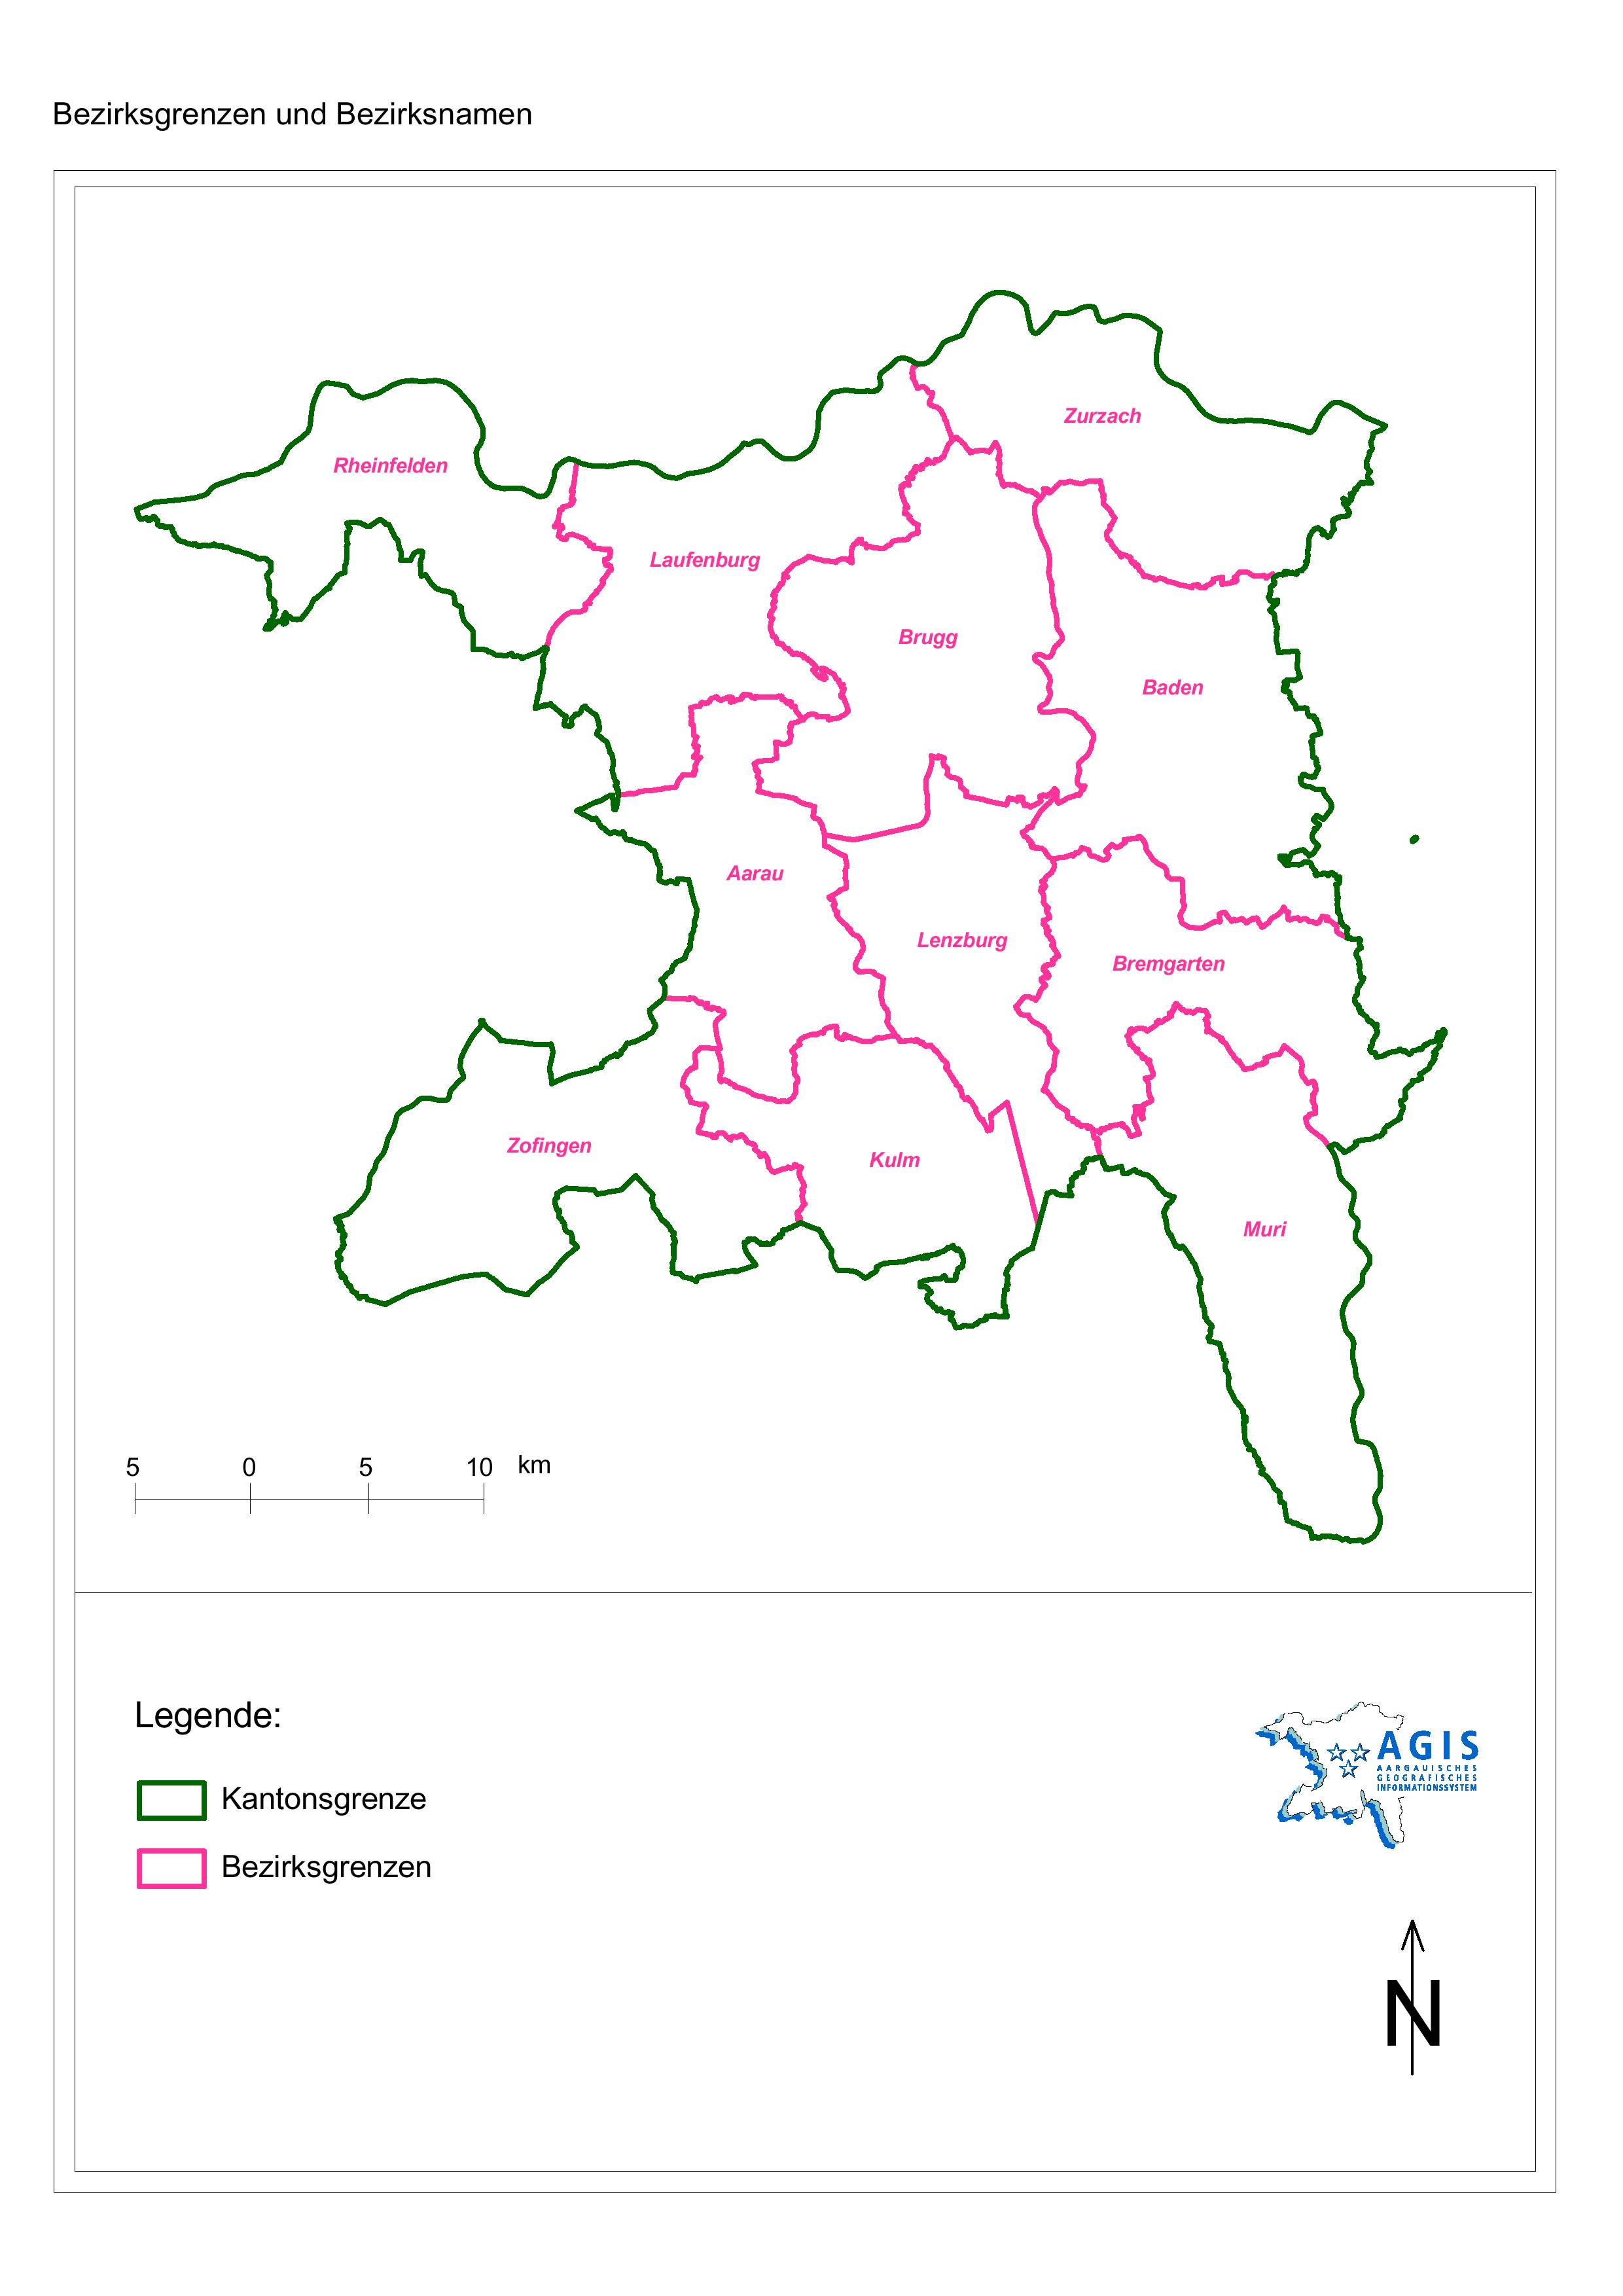 Bezirksgrenzen und Bezirksnamen
Zurzach
Rheinfelden
Laufenburg
Brugg
Baden
Aarau
Lenzburg
Bremgarten
Zofingen
Kulm
Muri
5 0 5 10 km
Legende:
Kantonsgrenze
Bezirksgrenzen
AGIS
AARGAUISCHES
GEOGRAFISCHES
INFORMATIONSSYSTEM
N